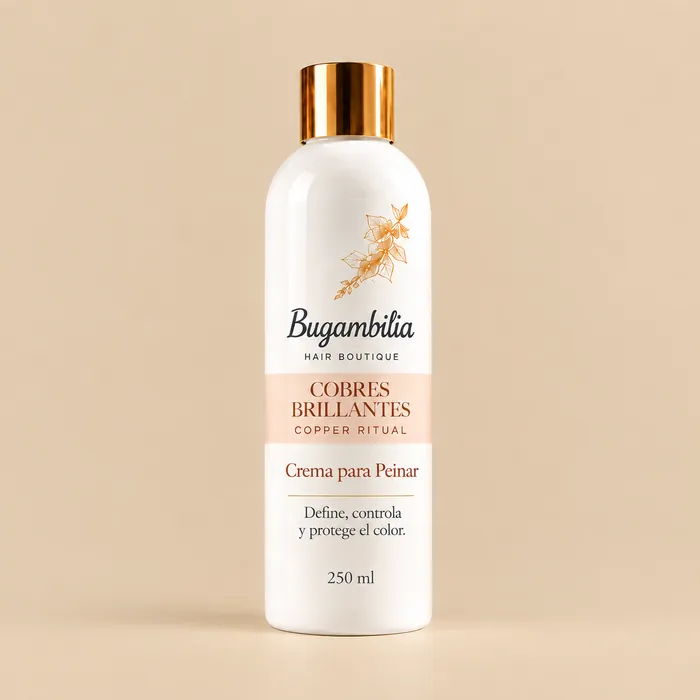 Bugambilia
HAIR BOUTIQUE
COBRES
BRILLANTES
COPPER RITUAL
Crema para Peinar
Define, controla
y protege el color.
250 ml